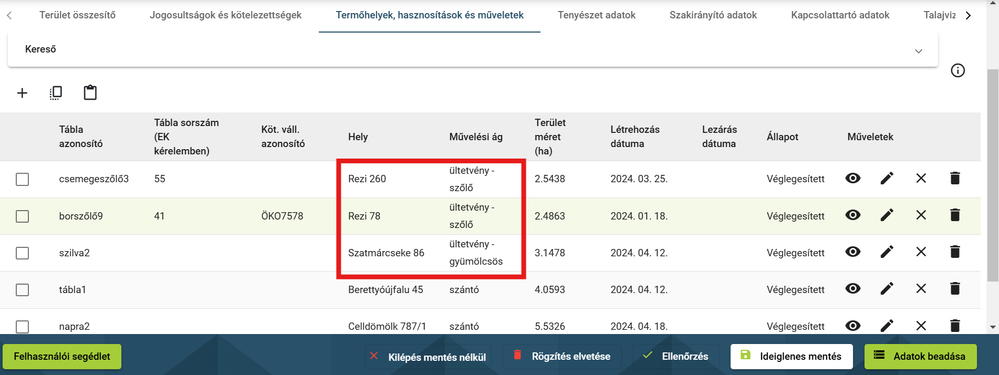 Terület összesítő Jogosultságok és kötelezettségek Termőhelyek, hasznosítások és műveletek Tenyészet adatok Szakirányító adatok Kapcsolattartó adatok Talajviz
Kereső
Tábla azonosító Tábla sorszám (EK kérelemben) Köt. váll. azonosító Hely Művelési ág Terület méret (ha) Létrehozás dátuma Lezárás dátuma Állapot Műveletek
csemegeszőlő3 55 Rezi 260 ültetvény - szőlő 2.5438 2024. 03. 25. Véglegesített
borszőlő9 41 ÖKO7578 Rezi 78 ültetvény - szőlő 2.4863 2024. 01. 18. Véglegesített
szilva2 Szatmárcseke 86 ültetvény - gyümölcsös 3.1478 2024. 04. 12. Véglegesített
tábla1 Berettyóújfalu 45 szántó 4.0593 2024. 04. 12. Véglegesített
napra2 Celldömölk 787/1 szántó 5.5326 2024. 04. 18. Véglegesített
Felhasználói segédlet Kilépés mentés nélkül Rögzítés elvetése Ellenőrzés Ideiglenes mentés Adatok beadása